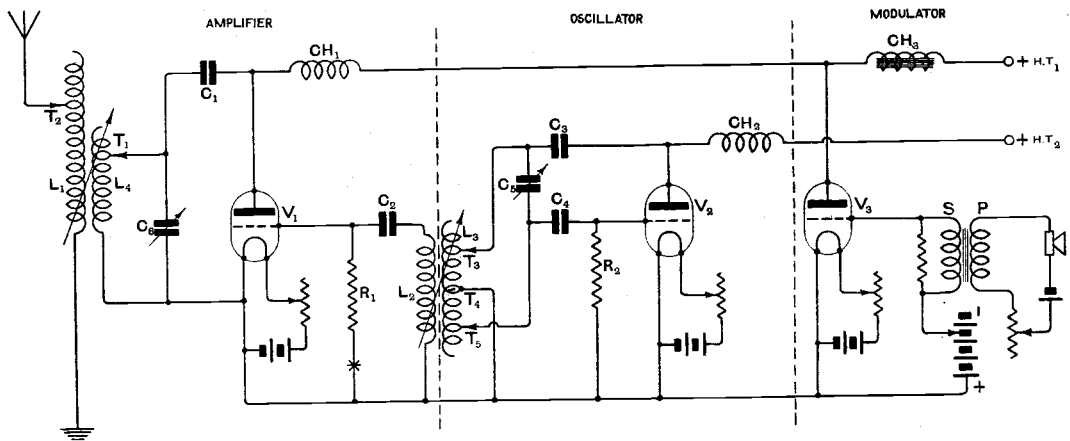 AMPLIFIER
OSCILLATOR
MODULATOR
CH₁
CH₃
+ H.T₁
C₁
C₃
CH₂
+ H.T₂
T₂
T₁
L₁
L₄
C₅
C₄
C₆
V₁
C₂
V₂
V₃
S P
L₃
T₃
R₁
L₂
T₄
R₂
T₅
+